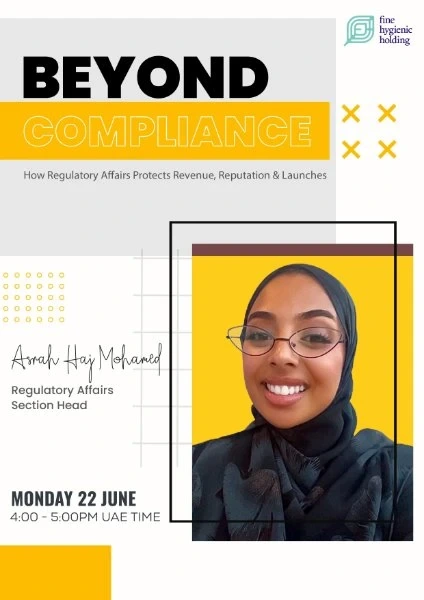 fine
hygienic
holding
BEYOND
COMPLIANCE
How Regulatory Affairs Protects Revenue, Reputation & Launches
Asrah Haj Mohamed
Regulatory Affairs
Section Head
MONDAY 22 JUNE
4:00 - 5:00PM UAE TIME